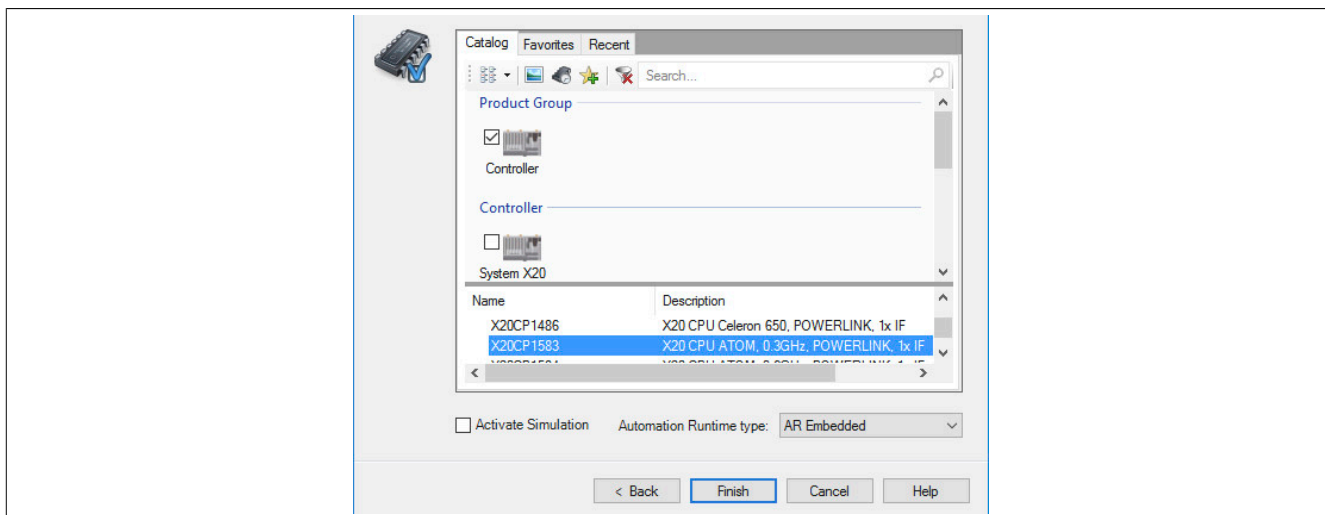 Catalog Favorites Recent
Search...
Product Group
Controller
Controller
System X20
Name Description
X20CP1486 X20 CPU Celeron 650, POWERLINK, 1x IF
X20CP1583 X20 CPU ATOM, 0.3GHz, POWERLINK, 1x IF
Activate Simulation Automation Runtime type: AR Embedded
< Back Finish Cancel Help